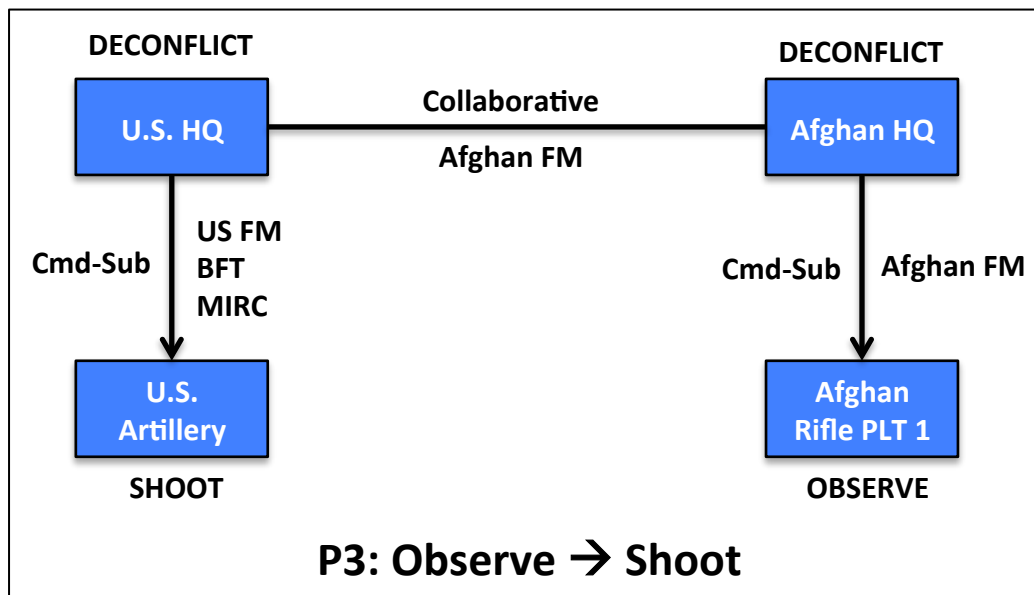 DECONFLICT
DECONFLICT
U.S. HQ
Collaborative
Afghan FM
Afghan HQ
Cmd-Sub
US FM
BFT
MIRC
Cmd-Sub
Afghan FM
U.S.
Artillery
Afghan
Rifle PLT 1
SHOOT
OBSERVE
P3: Observe → Shoot